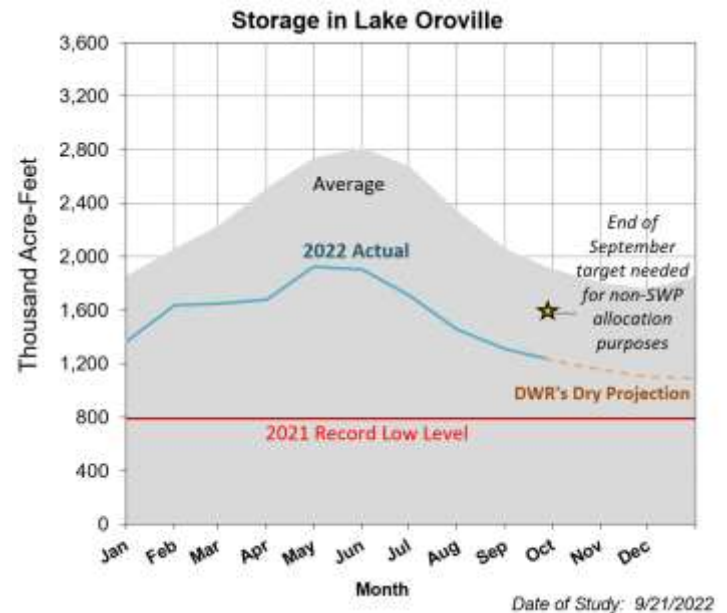 Storage in Lake Oroville
3,600
3,200
2,800
2,400
2,000
1,600
1,200
800
400
0
Thousand Acre-Feet
Average
2022 Actual
End of
September
target needed
for non-SWP
allocation
purposes
DWR's Dry Projection
2021 Record Low Level
Jan
Feb
Mar
Apr
May
Jun
Jul
Aug
Sep
Oct
Nov
Dec
Month
Date of Study: 9/21/2022